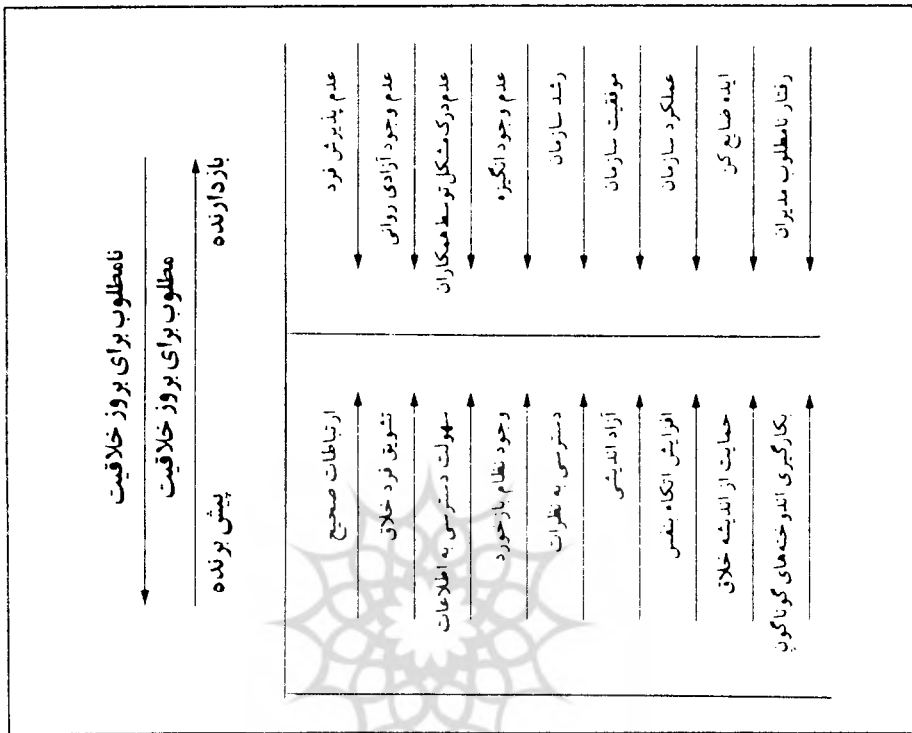 نامطلوب برای بروز خلاقیت
مطلوب برای بروز خلاقیت
بازدارنده
پیش برنده
عدم پذیرش فرد
عدم وجود آزادی روانی
عدم درک مشکل توسط همکاران
عدم وجود انگیزه
رشد سازمان
موفقیت سازمان
عملکرد سازمان
ایده ضایع کن
رفتار نامطلوب مدیران
ارتباطات صحیح
تشویق فرد خلاق
سهولت دسترسی به اطلاعات
وجود نظام بازخورد
دسترسی به نظرات
آزاد اندیشی
افزایش اتکاء بنفس
حمایت از اندیشه خلاق
بکارگیری اندوخته‌های گوناگون